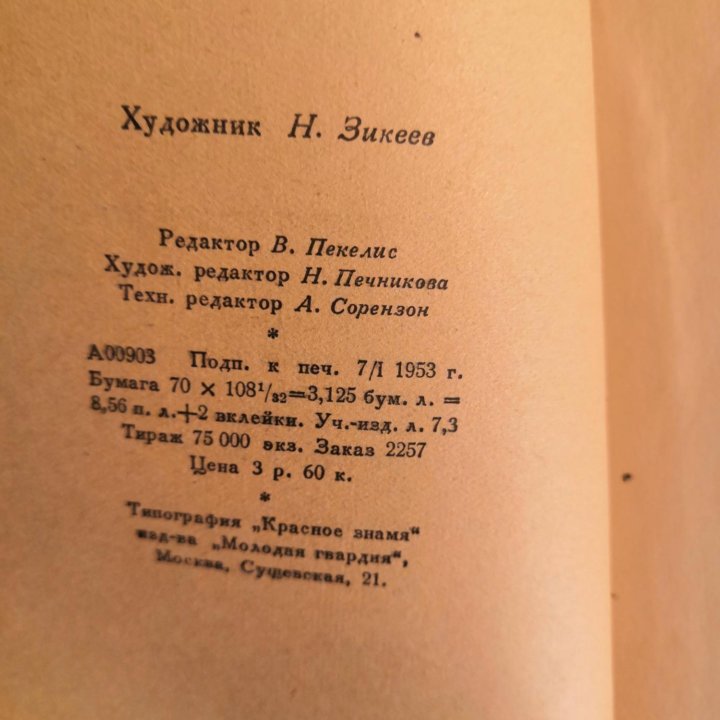 Художник Н. Зикеев
Редактор В. Пекелис
Худож. редактор Н. Печникова
Техн. редактор А. Сорензон
*
А00903 Подп. к печ. 7/I 1953 г.
Бумага 70 × 108¹/₃₂=3,125 бум. л. =
8,56 п. л.+2 вклейки. Уч.-изд. л. 7,3
Тираж 75 000 экз. Заказ 2257
Цена 3 р. 60 к.
*
Типография „Красное знамя“
изд-ва „Молодая гвардия“,
Москва, Сущевская, 21.